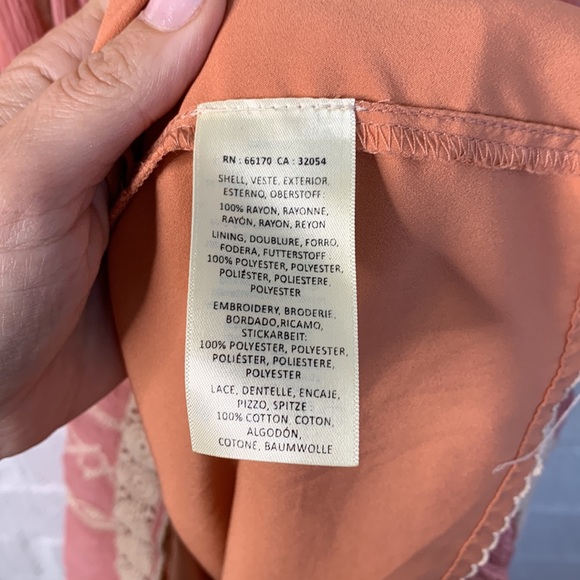 RN : 66170 CA : 32054
SHELL, VESTE, EXTERIOR,
ESTERNO, OBERSTOFF :
100% RAYON, RAYONNE,
RAYÓN, RAYON, REYON
LINING, DOUBLURE, FORRO,
FODERA, FUTTERSTOFF :
100% POLYESTER, POLYESTER,
POLIÉSTER, POLIESTERE,
POLYESTER
EMBROIDERY, BRODERIE,
BORDADO,RICAMO,
STICKARBEIT:
100% POLYESTER, POLYESTER,
POLIÉSTER, POLIESTERE,
POLYESTER
LACE, DENTELLE, ENCAJE,
PIZZO, SPITZE :
100% COTTON, COTON,
ALGODÓN,
COTONE, BAUMWOLLE